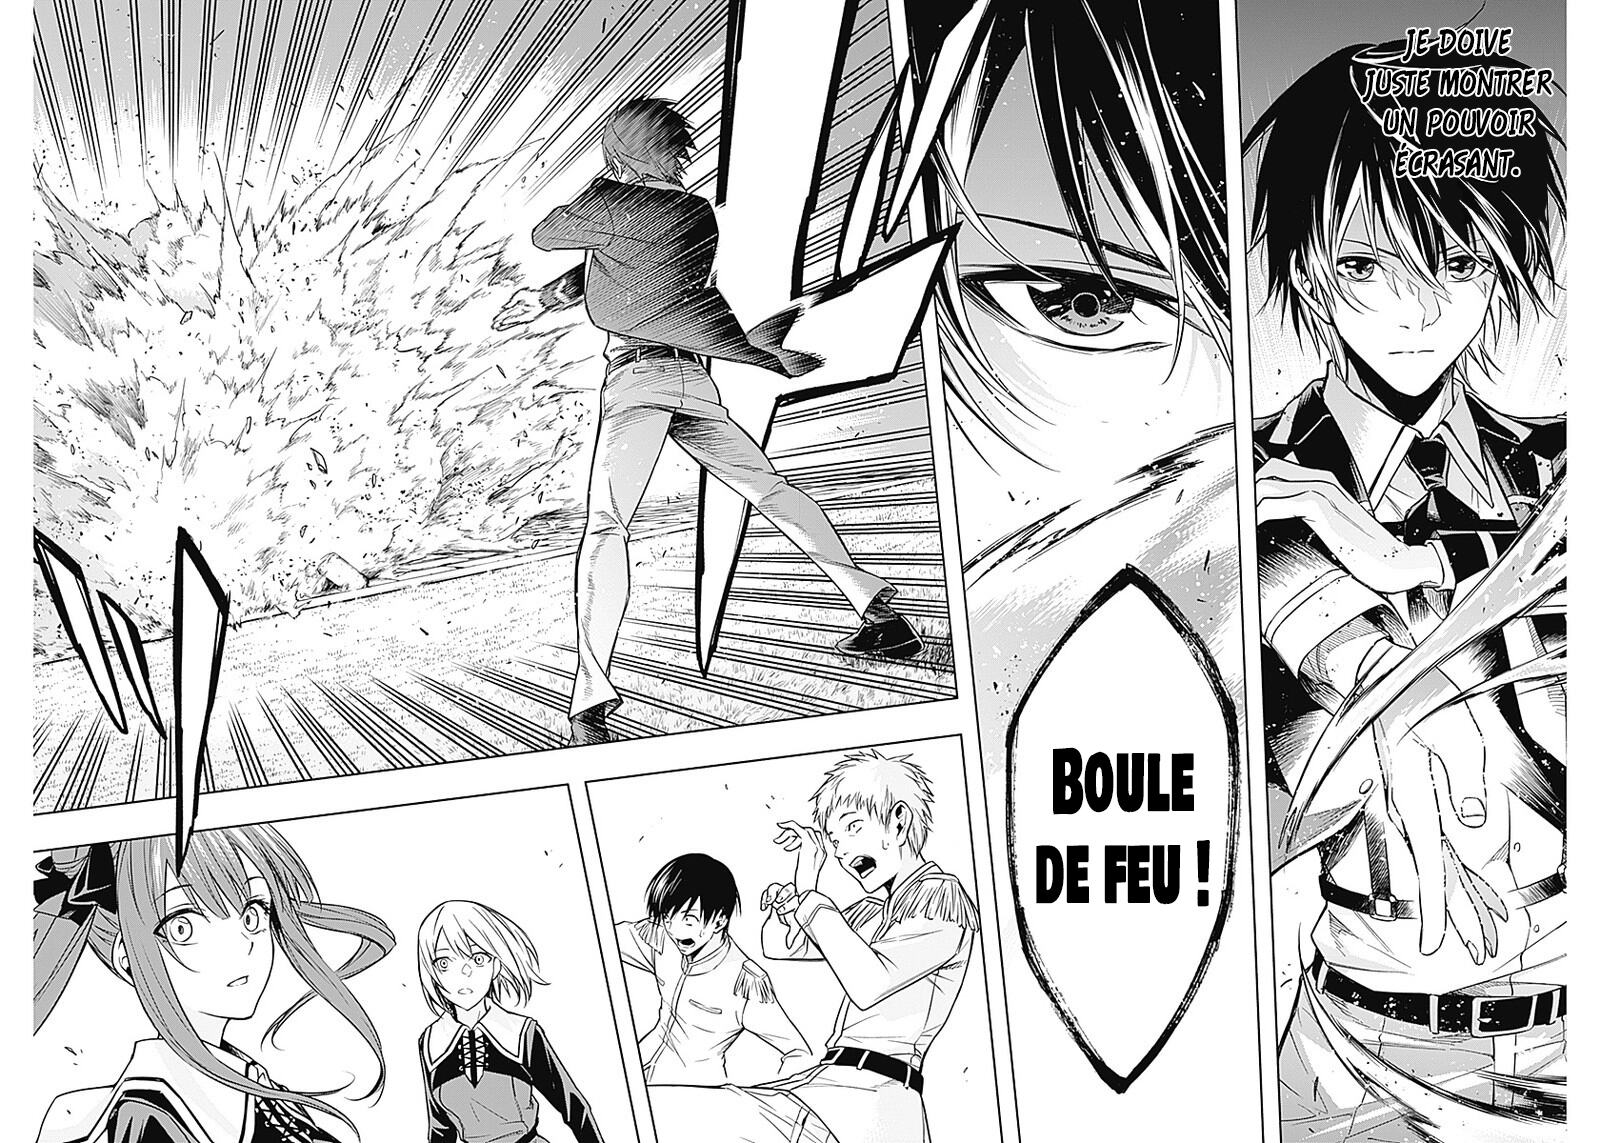 JE DOIVE
JUSTE MONTRER
UN POUVOIR
ÉCRASANT.
BOULE
DE FEU !